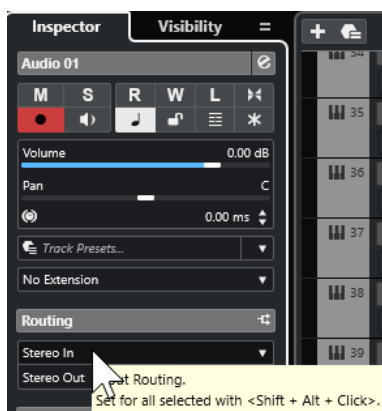 Inspector
Visibility
Audio 01
M S R W L
Volume 0.00 dB
Pan C
0.00 ms
Track Presets...
No Extension
Routing
Stereo In
Stereo Out
ut Routing.
Set for all selected with <Shift + Alt + Click>.
34
35
36
37
38
39